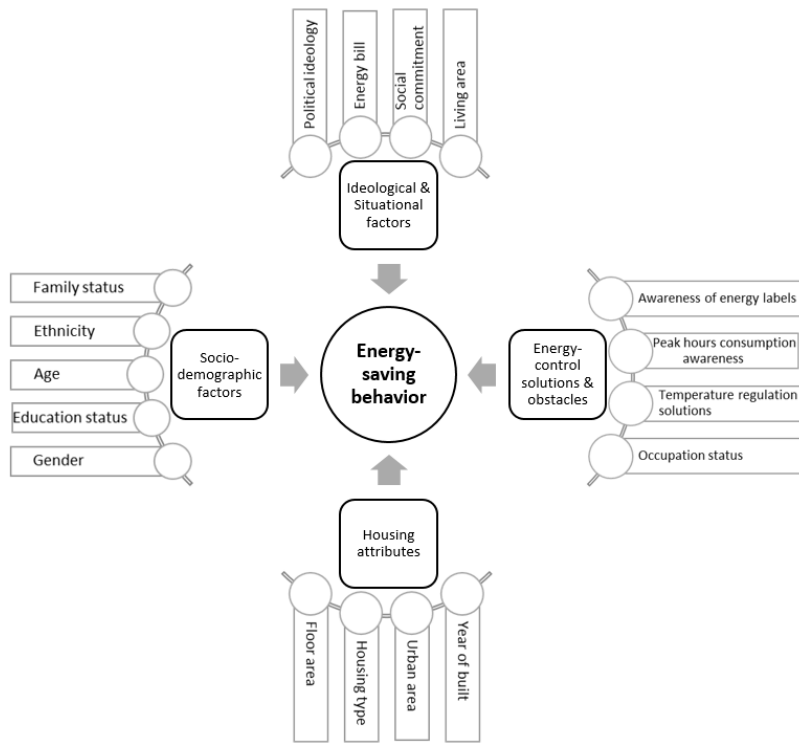 Political ideology
Energy bill
Social
commitment
Living area
Ideological &
Situational
factors
Family status
Ethnicity
Age
Education status
Gender
Socio-
demographic
factors
Energy-
saving
behavior
Energy-
control
solutions &
obstacles
Awareness of energy labels
Peak hours consumption
awareness
Temperature regulation
solutions
Occupation status
Housing
attributes
Floor area
Housing type
Urban area
Year of built